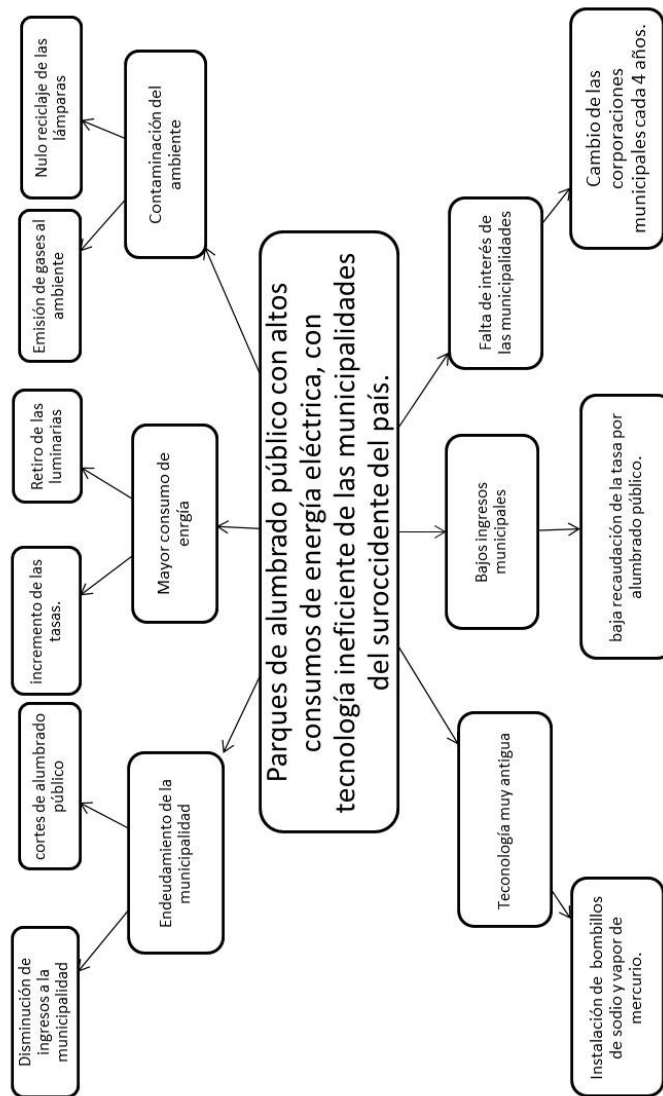 Disminución de
ingresos a la
municipalidad
cortes de alumbrado
público
incremento de las
tasas.
Retiro de las
luminarias
Emisión de gases al
ambiente
Nulo reciclaje de las
lámparas
Endeudamiento de la
municipalidad
Mayor consumo de
enrgía
Contaminación del
ambiente
Parques de alumbrado público con altos
consumos de energía eléctrica, con
tecnología ineficiente de las municipalidades
del suroccidente del país.
Teconología muy antigua
Bajos ingresos
municipales
Falta de interés de
las municipalidades
Instalación de bombillos
de sodio y vapor de
mercurio.
baja recaudación de la tasa por
alumbrado público.
Cambio de las
corporaciones
municipales cada 4 años.